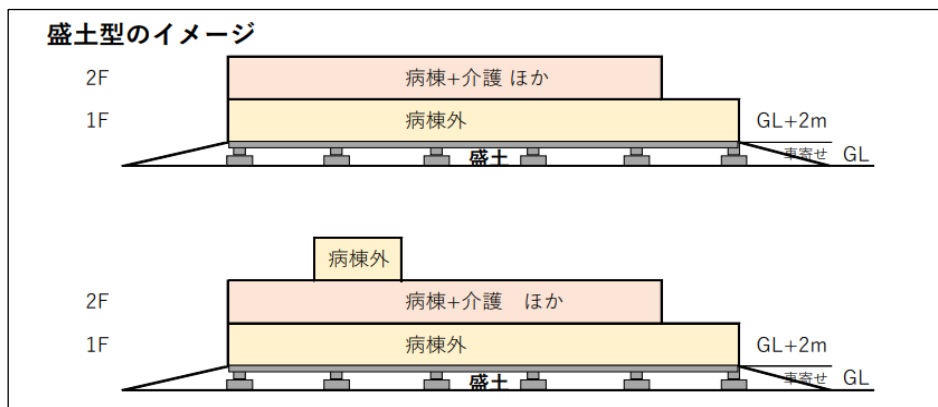 盛土型のイメージ
2F 病棟+介護 ほか
1F 病棟外 GL+2m
盛土 車寄せ GL
病棟外
2F 病棟+介護　ほか
1F 病棟外 GL+2m
盛土 車寄せ GL